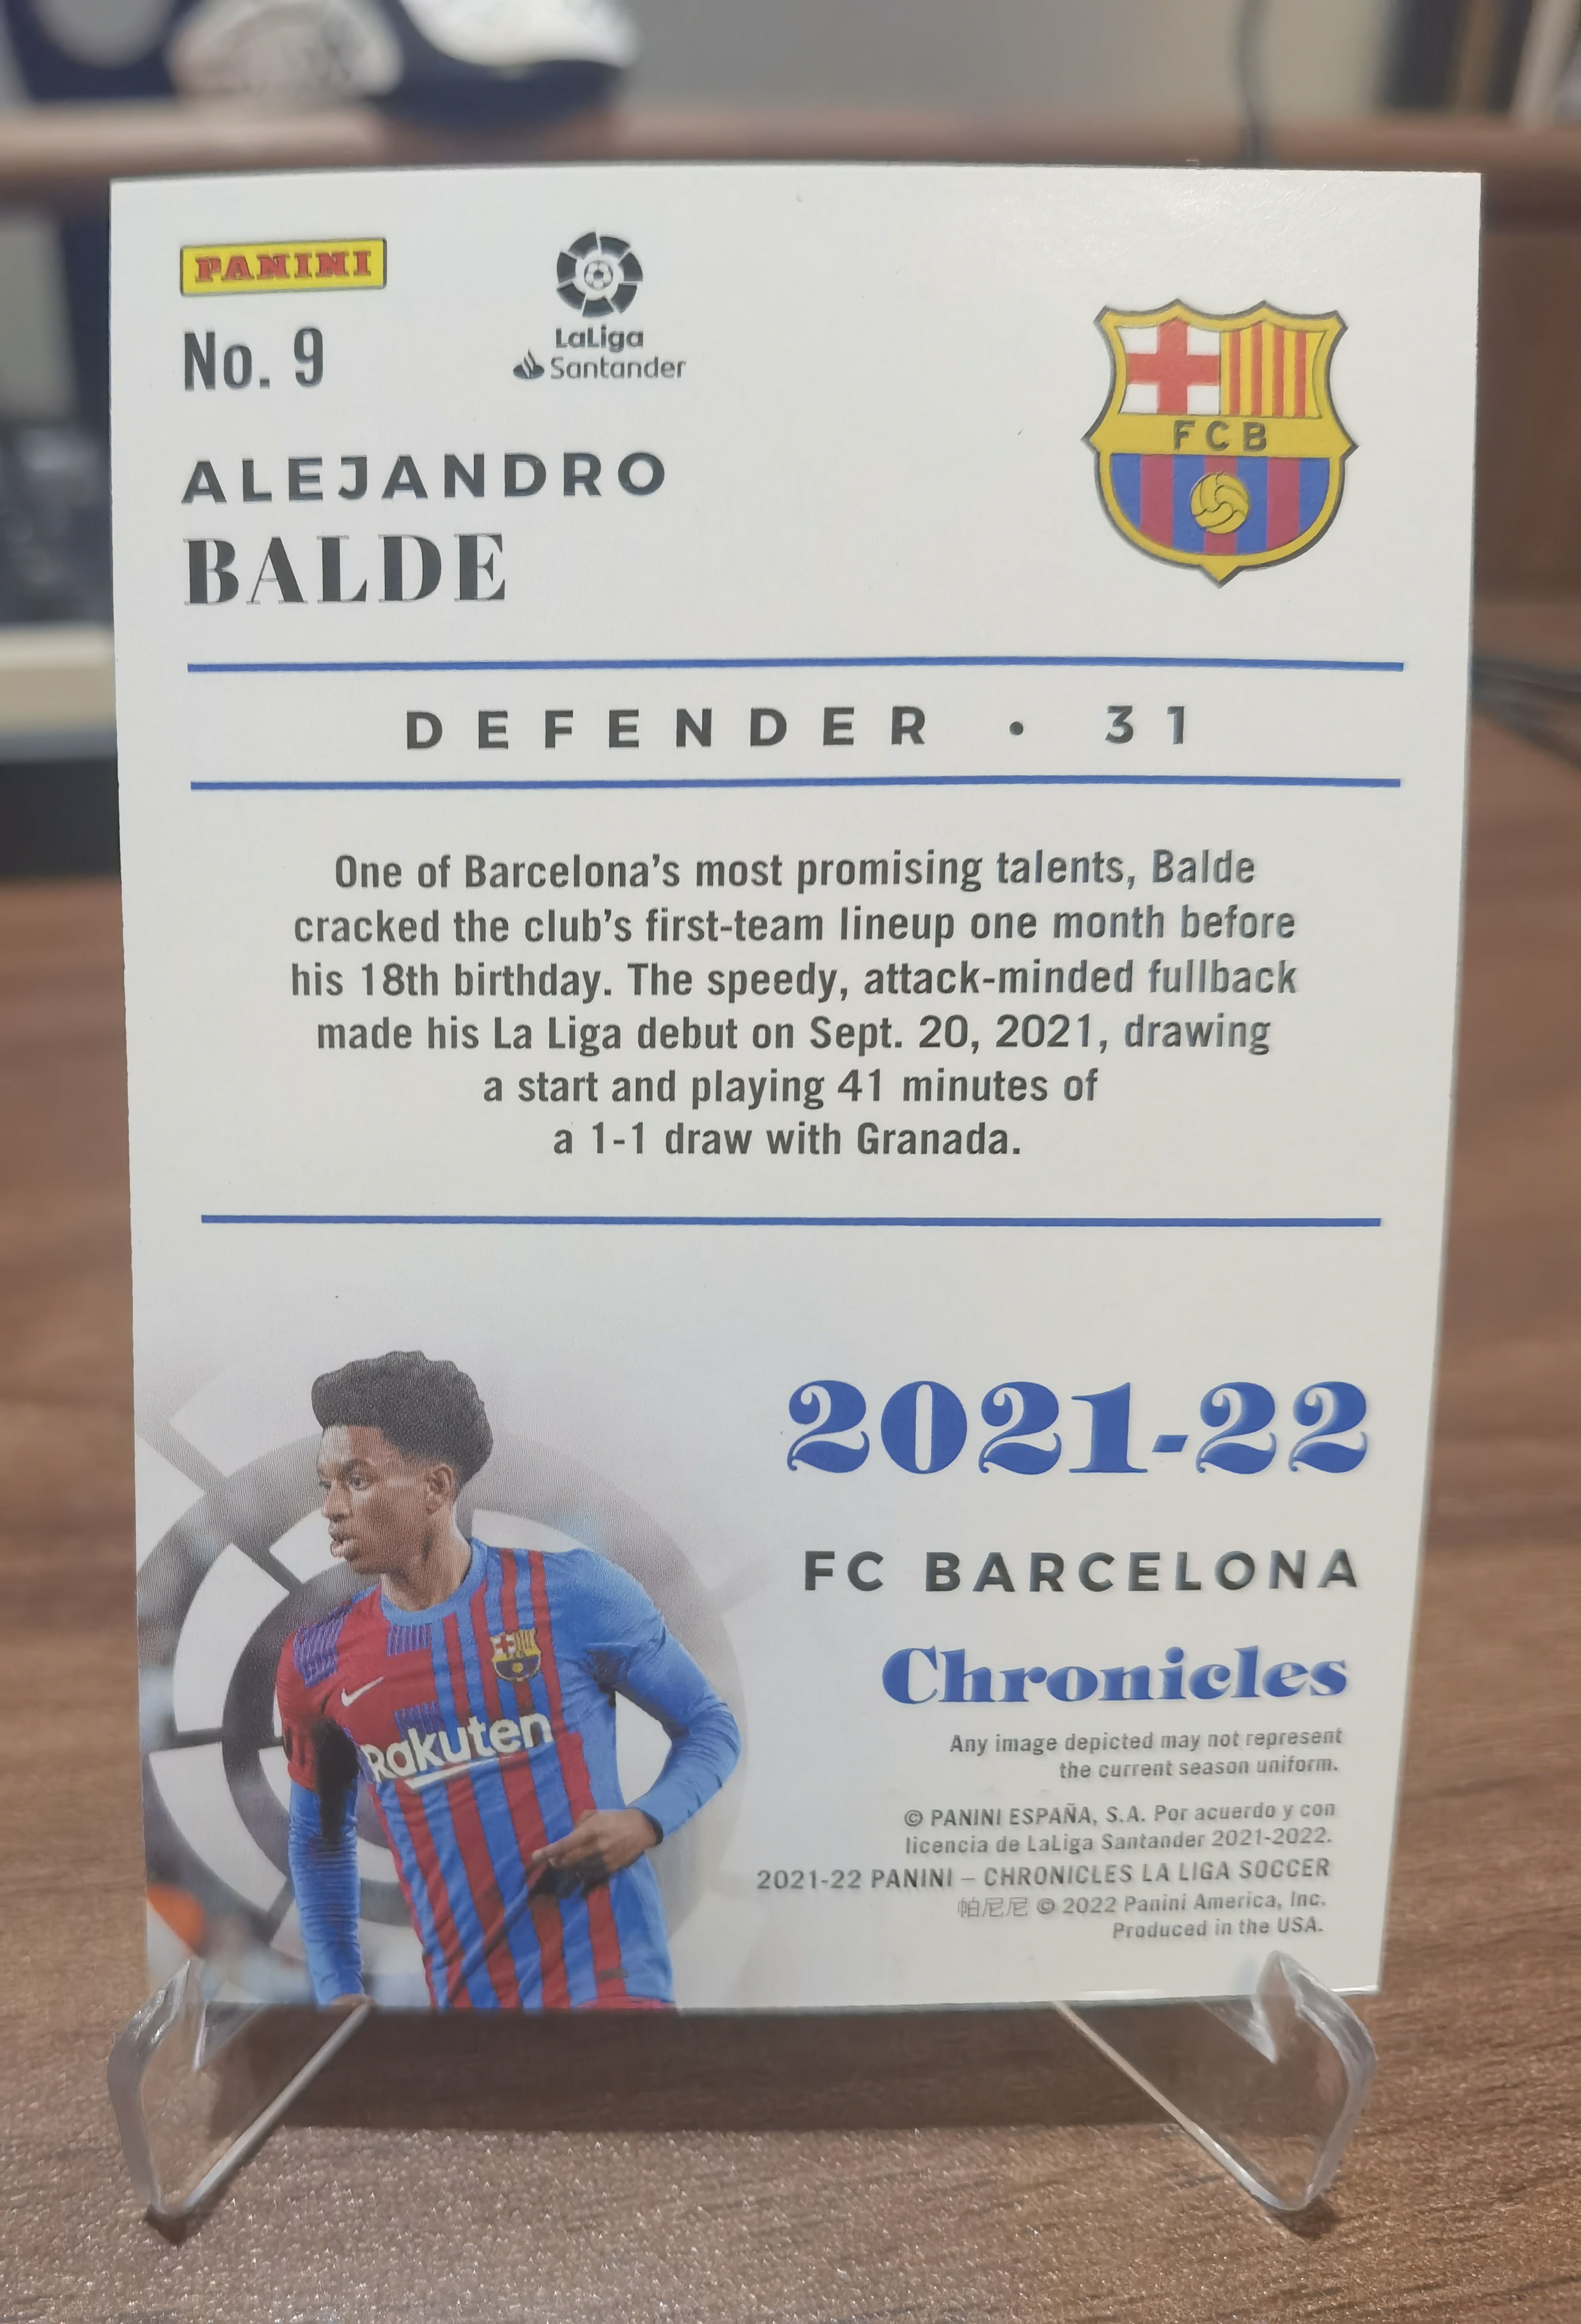 PANINI
No. 9
LaLiga
Santander
FCB
ALEJANDRO
BALDE
DEFENDER • 31
One of Barcelona's most promising talents, Balde
cracked the club's first-team lineup one month before
his 18th birthday. The speedy, attack-minded fullback
made his La Liga debut on Sept. 20, 2021, drawing
a start and playing 41 minutes of
a 1-1 draw with Granada.
2021-22
FC BARCELONA
Chronicles
Rakuten
Any image depicted may not represent
the current season uniform.
© PANINI ESPAÑA, S.A. Por acuerdo y con
licencia de LaLiga Santander 2021-2022.
2021-22 PANINI – CHRONICLES LA LIGA SOCCER
帕尼尼 © 2022 Panini America, Inc.
Produced in the USA.